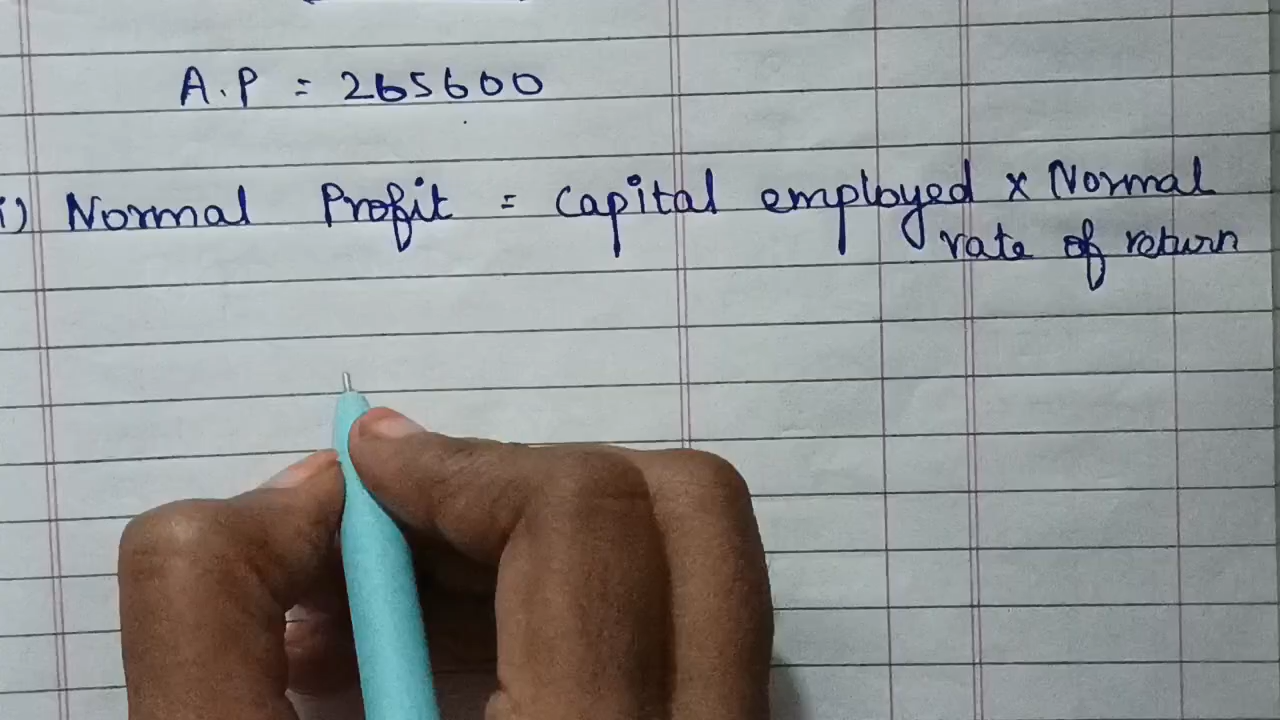 A.P = 265600
i) Normal Profit = Capital employed x Normal
rate of return